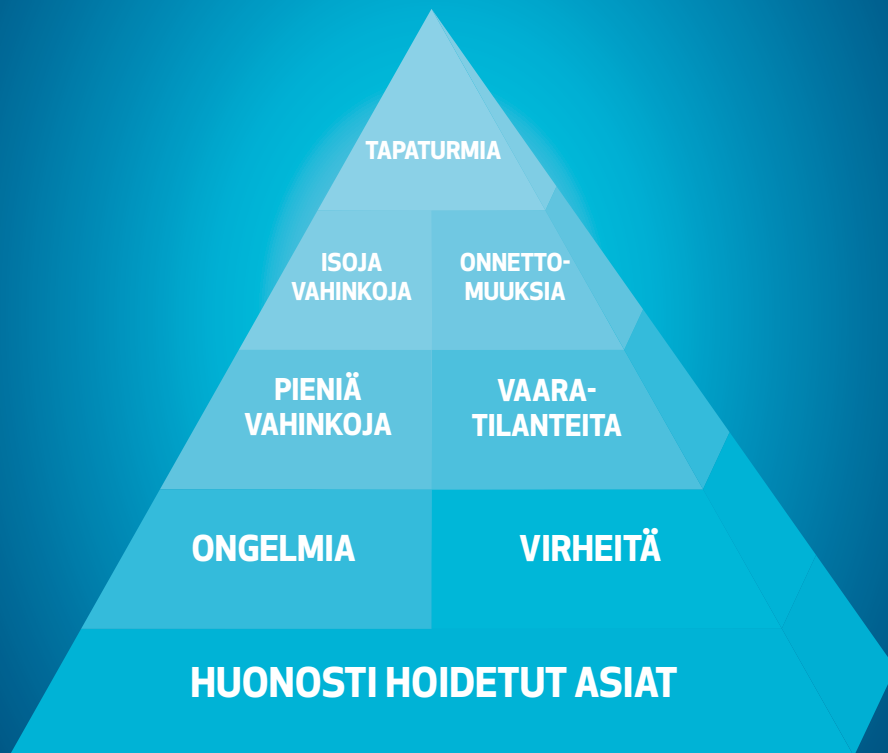 TAPATURMIA
ISOJA
VAHINKOJA
ONNETTO-
MUUKSIA
PIENIÄ
VAHINKOJA
VAARA-
TILANTEITA
ONGELMIA
VIRHEITÄ
HUONOSTI HOIDETUT ASIAT